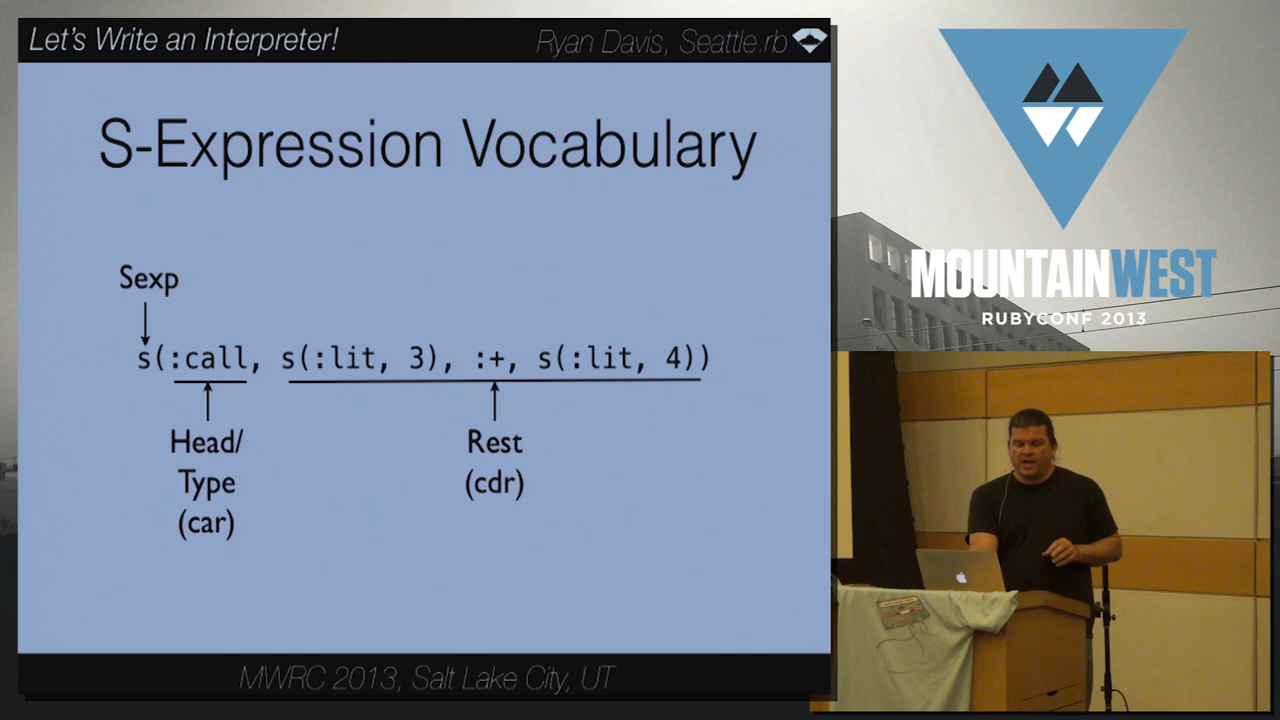 Let's Write an Interpreter!
Ryan Davis, Seattle.rb
S-Expression Vocabulary
Sexp
s(:call, s(:lit, 3), :+, s(:lit, 4))
Head/
Type
(car)
Rest
(cdr)
MWRC 2013, Salt Lake City, UT
MOUNTAINWEST
RUBYCONF 2013